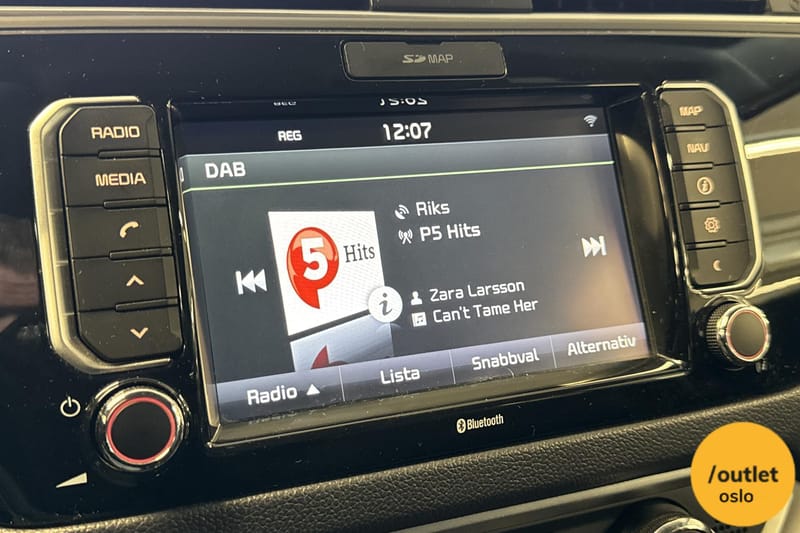 SD MAP
RADIO
MEDIA
REG
12:07
DAB
5
Hits
i
Riks
P5 Hits
Zara Larsson
Can't Tame Her
Radio
Lista
Snabbval
Alternativ
Bluetooth
MAP
NAV
i
/outlet
oslo